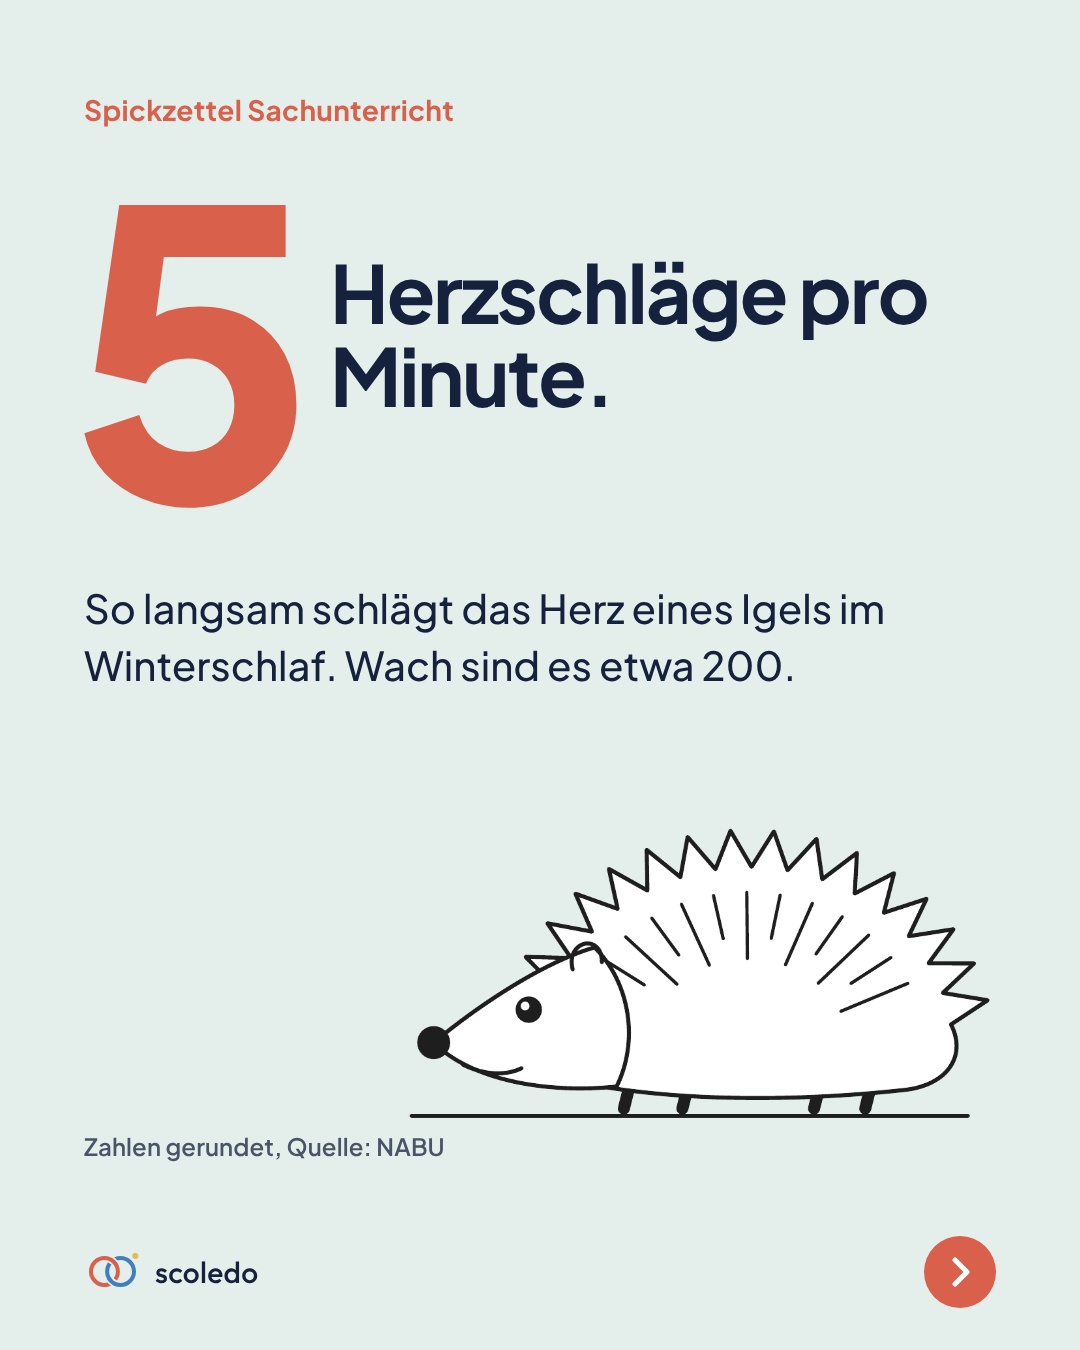 Spickzettel Sachunterricht
5
Herzschläge pro
Minute.
So langsam schlägt das Herz eines Igels im
Winterschlaf. Wach sind es etwa 200.
Zahlen gerundet, Quelle: NABU
scoledo